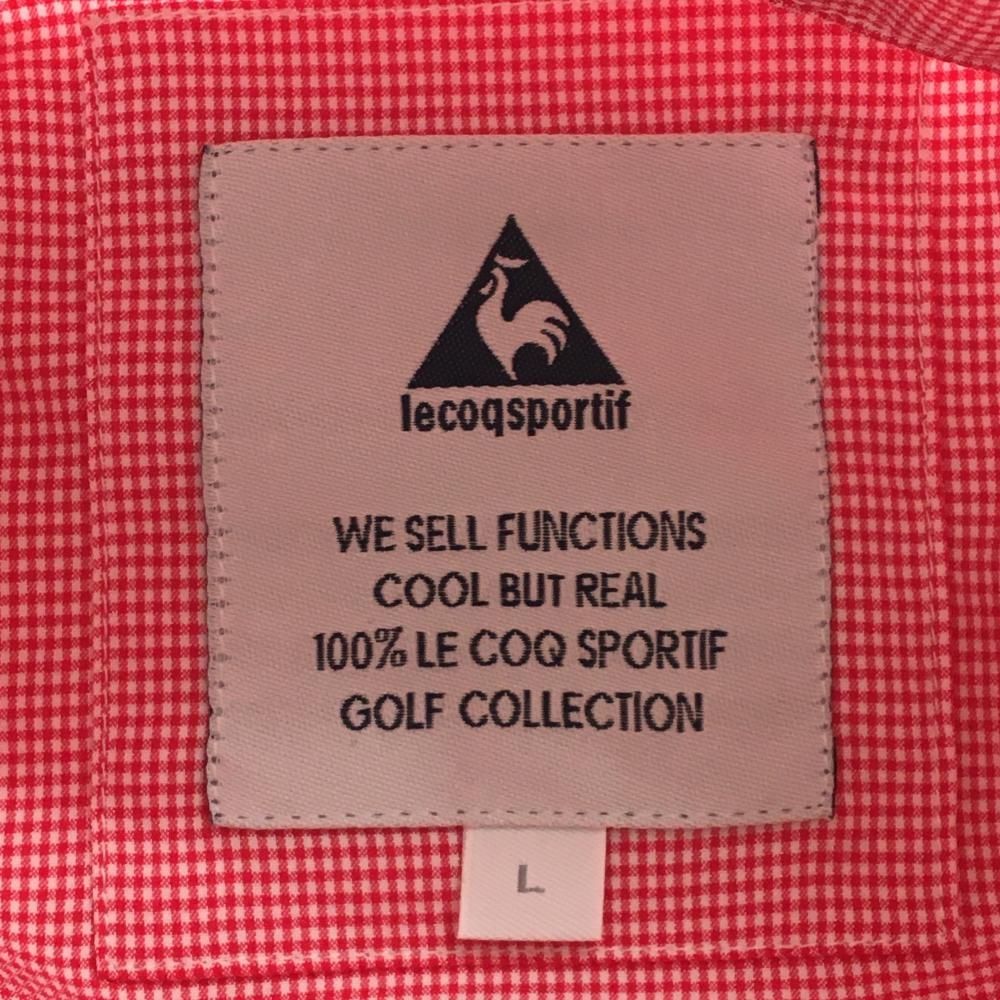 lecoqsportif
WE SELL FUNCTIONS
COOL BUT REAL
100% LE COQ SPORTIF
GOLF COLLECTION
L